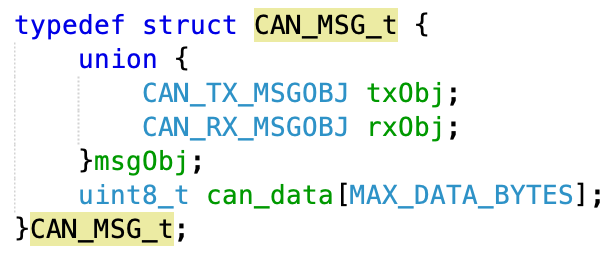 typedef struct CAN_MSG_t {
    union {
        CAN_TX_MSGOBJ txObj;
        CAN_RX_MSGOBJ rxObj;
    }msgObj;
    uint8_t can_data[MAX_DATA_BYTES];
}CAN_MSG_t;